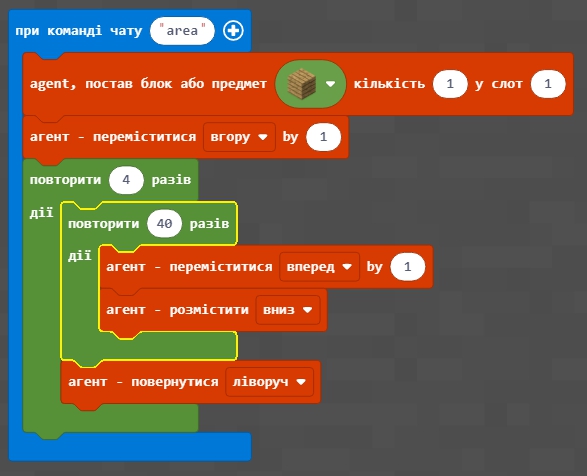 при команді чату "area"
agent, постав блок або предмет кількість 1 у слот 1
агент - переміститися вгору by 1
повторити 4 разів
дії повторити 40 разів
дії агент - переміститися вперед by 1
агент - розмістити вниз
агент - повернутися ліворуч